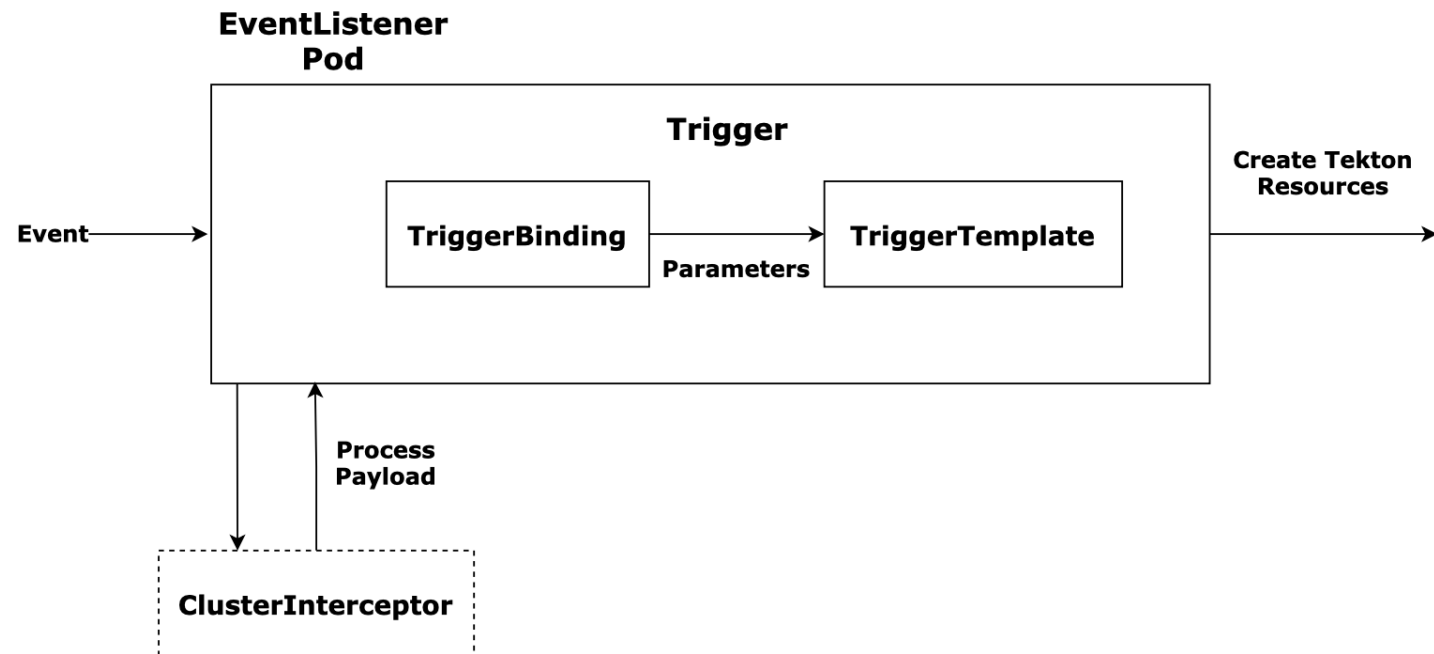 EventListener
Pod
Trigger
Create Tekton
Resources
Event
TriggerBinding
Parameters
TriggerTemplate
Process
Payload
ClusterInterceptor